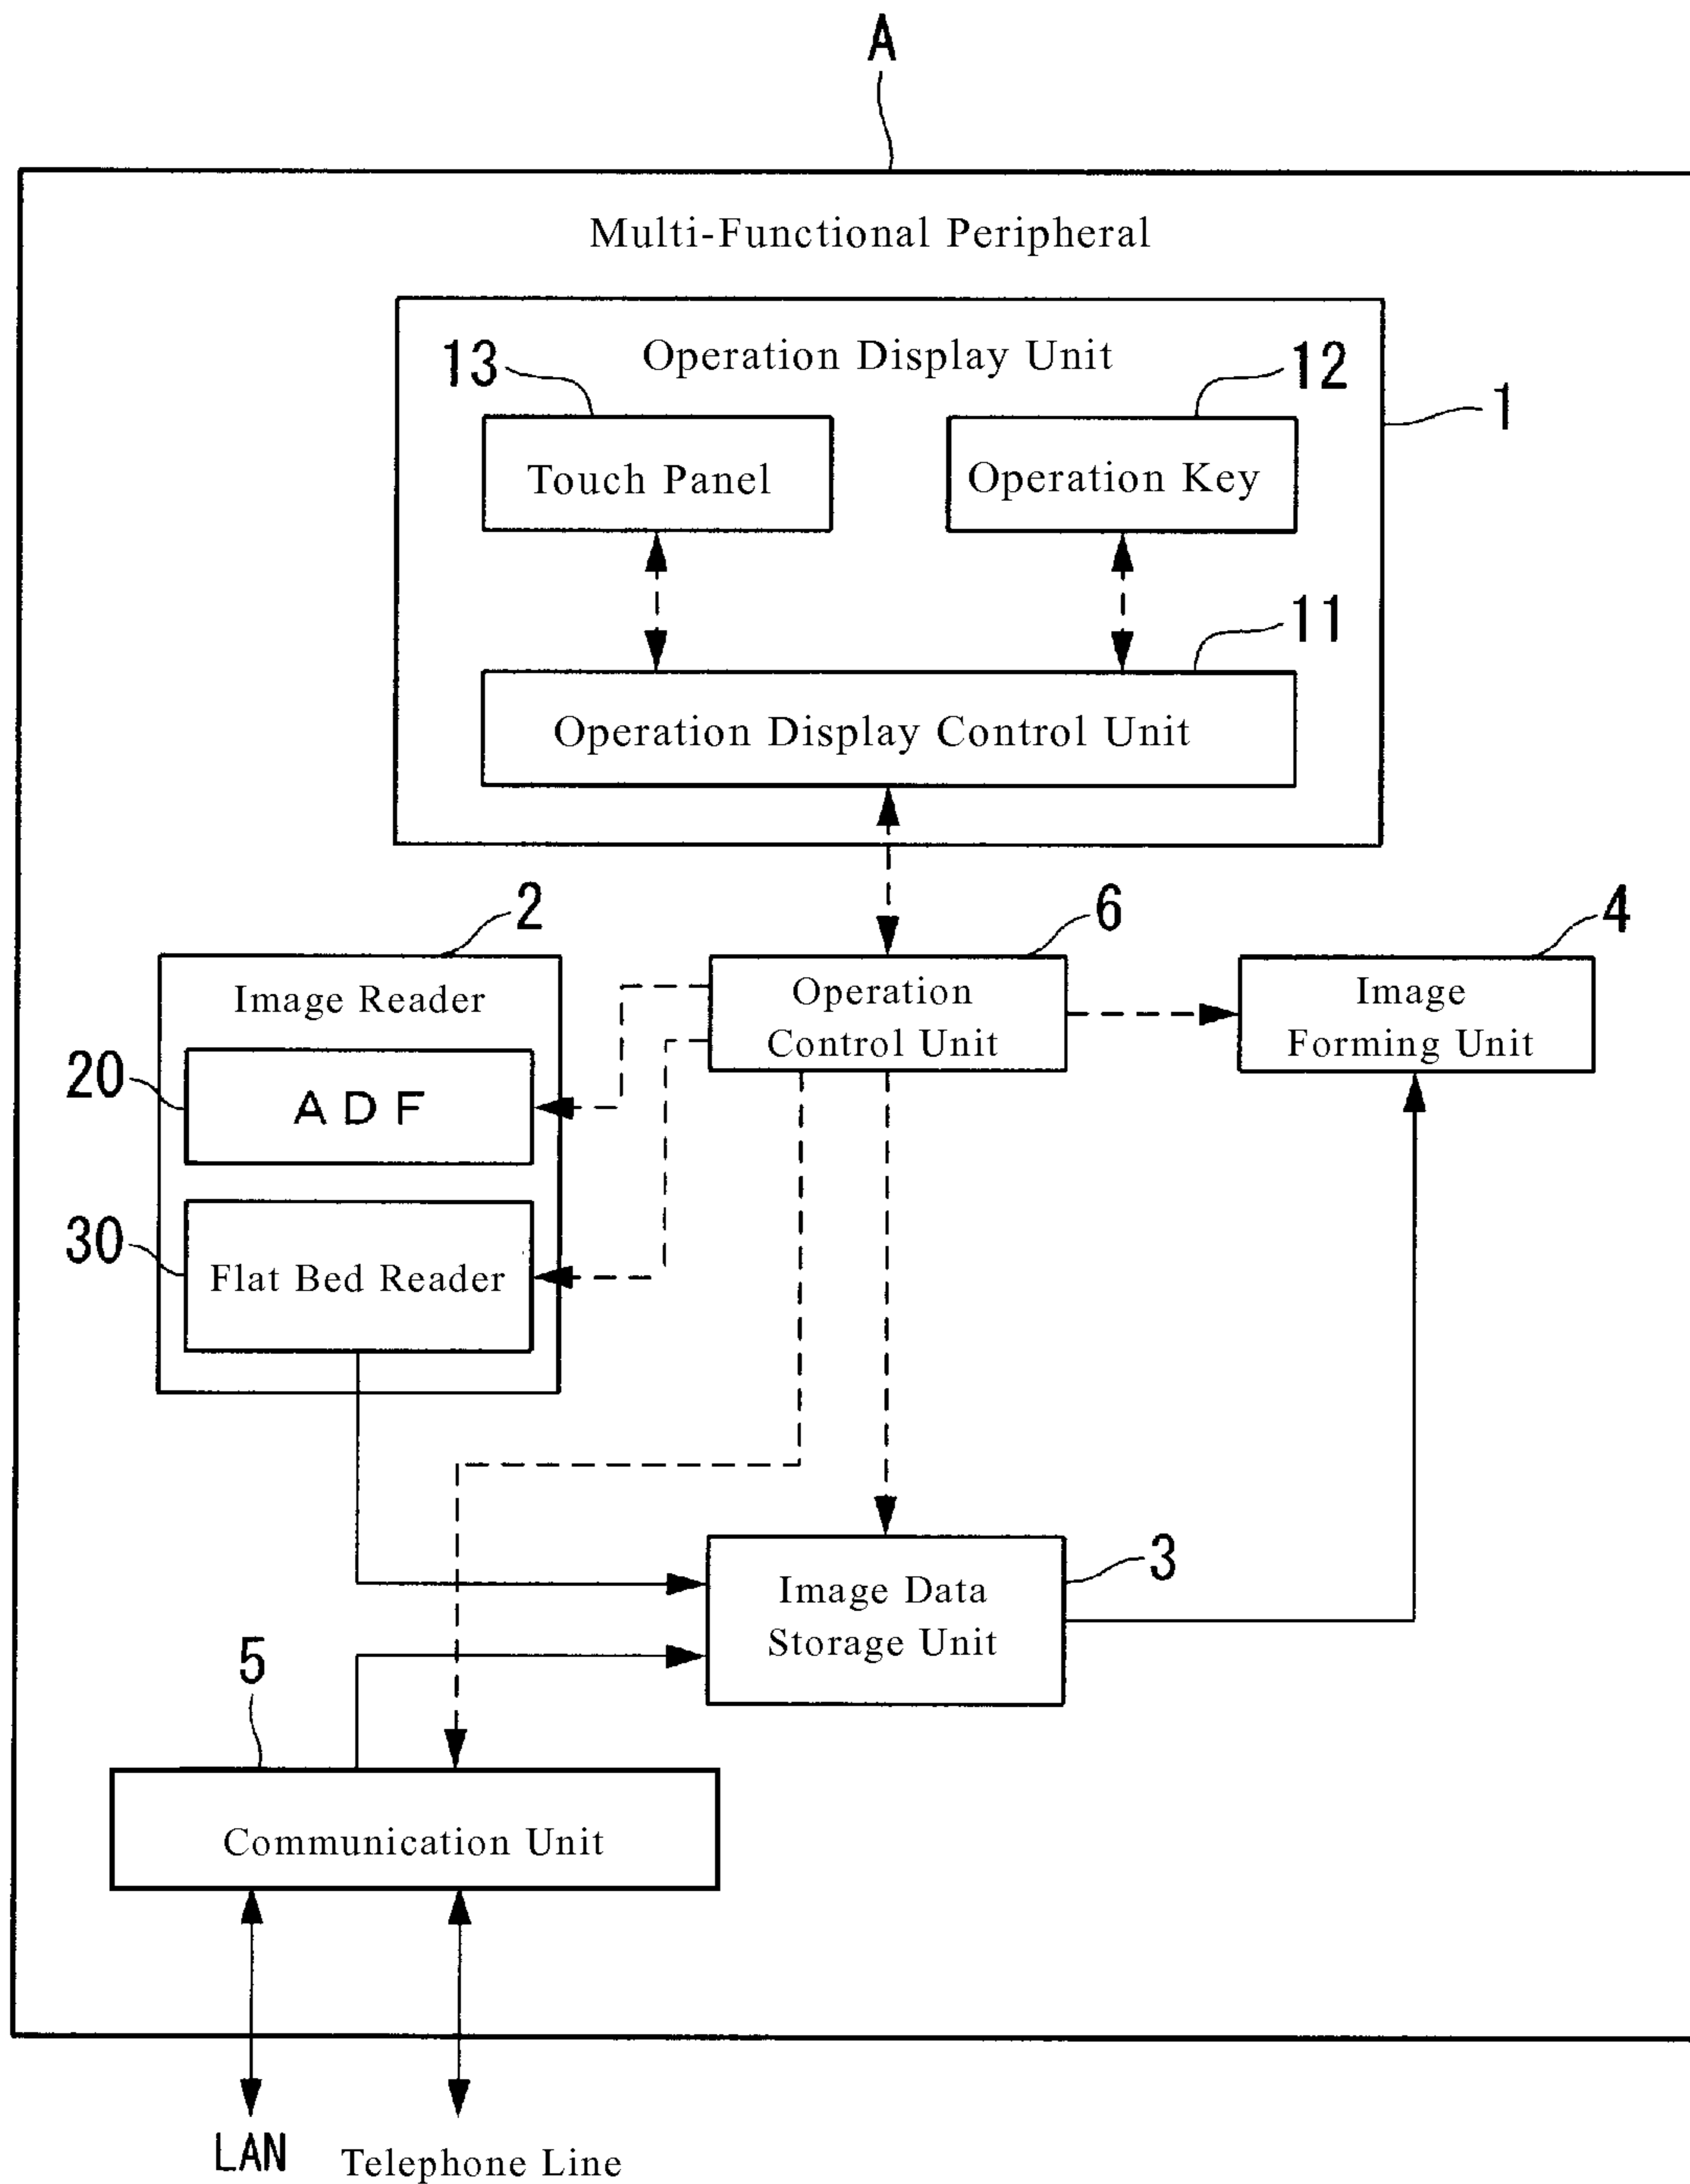 A
Multi-Functional Peripheral
Operation Display Unit
13
12
1
Touch Panel
Operation Key
11
Operation Display Control Unit
2
6
4
Image Reader
Operation
Control Unit
Image
Forming Unit
20
ADF
30
Flat Bed Reader
3
Image Data
Storage Unit
5
Communication Unit
LAN
Telephone Line